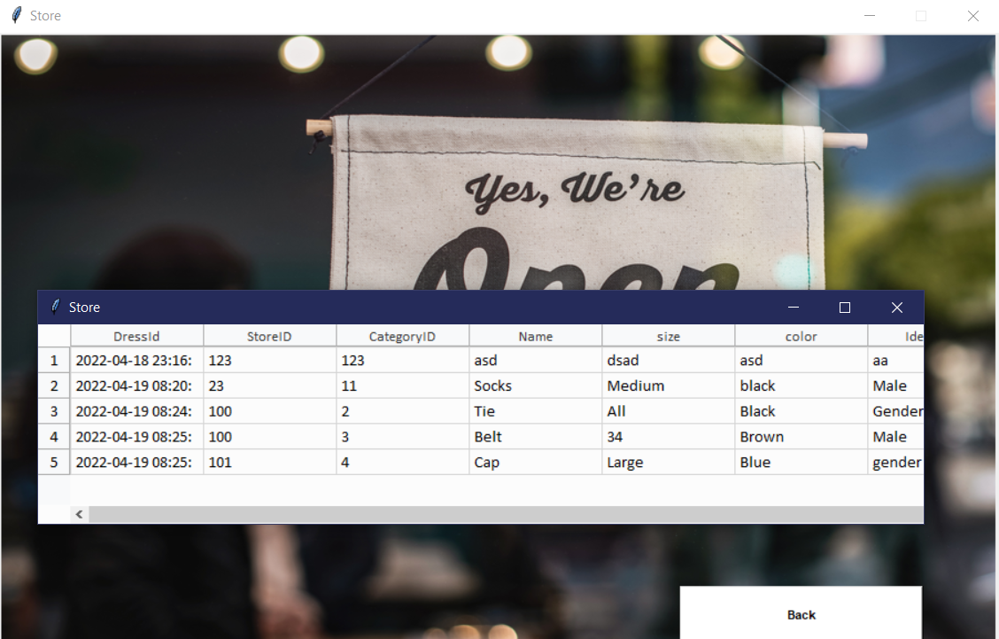 Store
Yes, We're
Open
Store
DressId StoreID CategoryID Name size color Ide
1 2022-04-18 23:16: 123 123 asd dsad asd aa
2 2022-04-19 08:20: 23 11 Socks Medium black Male
3 2022-04-19 08:24: 100 2 Tie All Black Gender
4 2022-04-19 08:25: 100 3 Belt 34 Brown Male
5 2022-04-19 08:25: 101 4 Cap Large Blue gender
Back